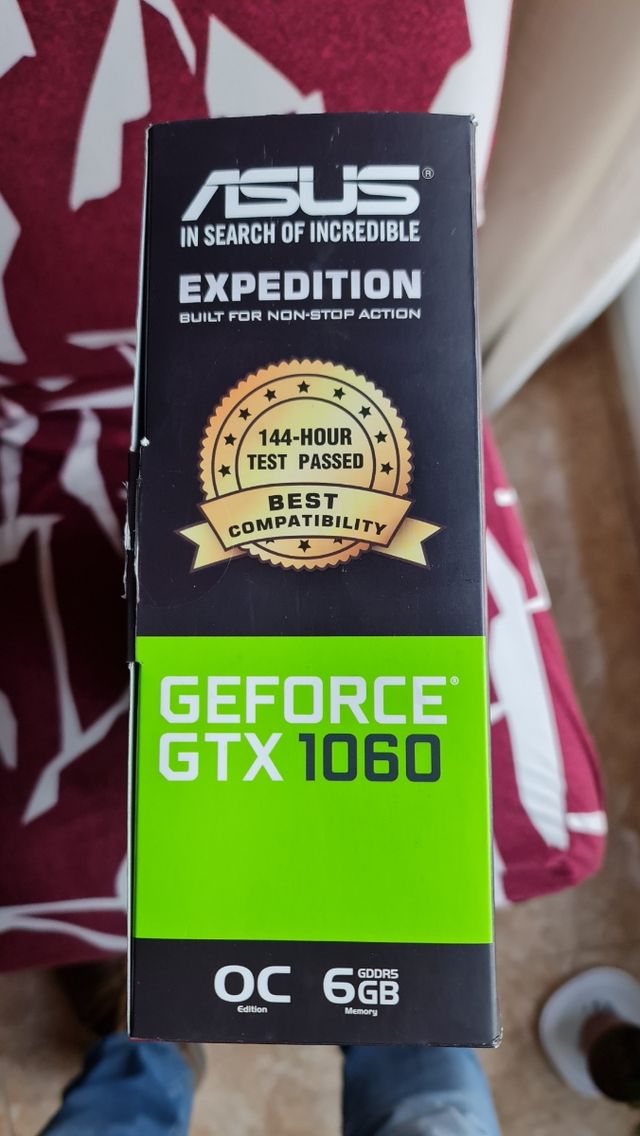 ASUS®
IN SEARCH OF INCREDIBLE
EXPEDITION
BUILT FOR NON-STOP ACTION
144-HOUR
TEST PASSED
BEST
COMPATIBILITY
GEFORCE®
GTX 1060
OC
Edition
6GB
GDDR5
Memory